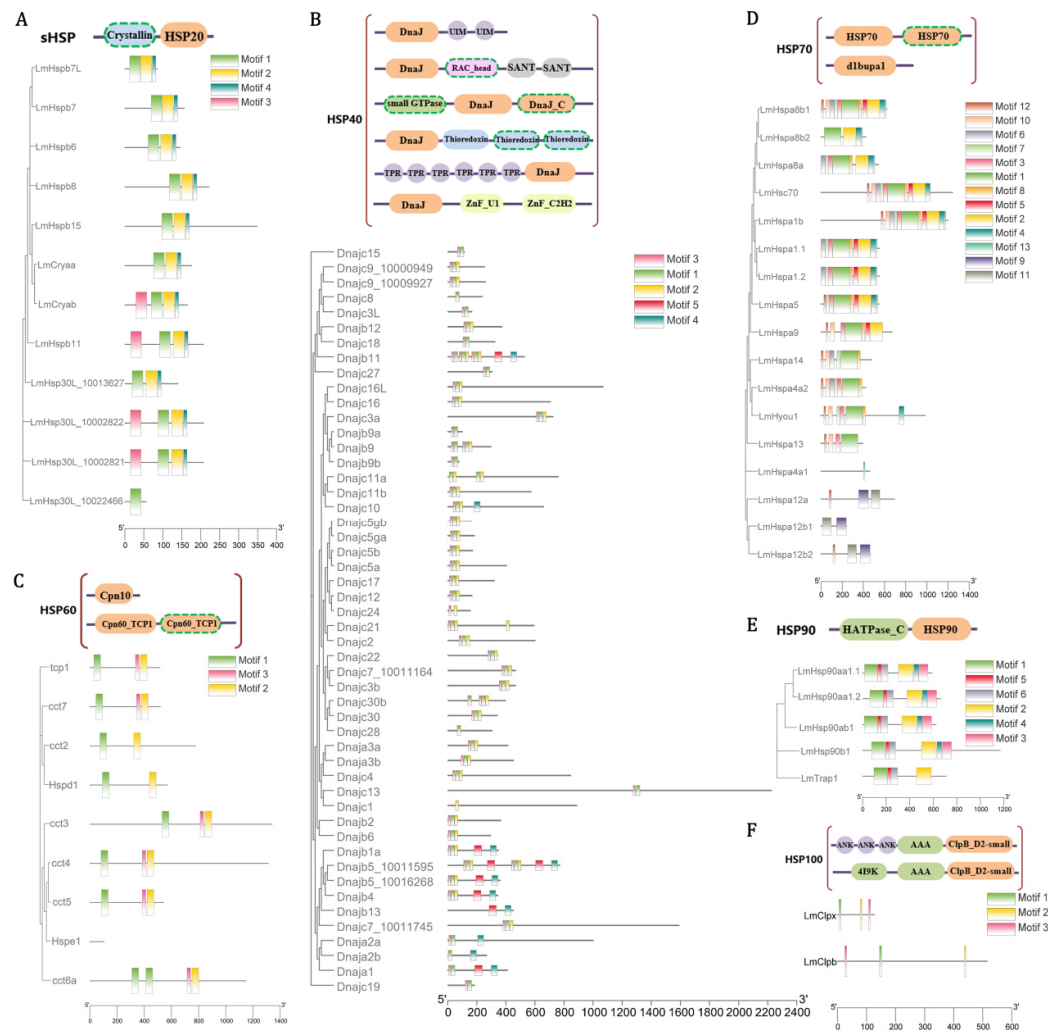 A
sHSP
Crystallin
HSP20
Motif 1
Motif 2
Motif 4
Motif 3
LmHspb7L
LmHspb7
LmHspb6
LmHspb8
LmHspb15
LmCryaa
LmCryab
LmHspb11
LmHsp30L_10013627
LmHsp30L_10002822
LmHsp30L_10002821
LmHsp30L_10022466
5'
3'
0 50 100 150 200 250 300 350 400
B
HSP40
DnaJ UIM UIM
DnaJ RAC_head SANT SANT
small GTPase DnaJ DnaJ_C
DnaJ Thioredoxin Thioredoxin Thioredoxin
TPR TPR TPR TPR TPR TPR DnaJ
DnaJ ZnF_U1 ZnF_C2H2
Motif 3
Motif 1
Motif 2
Motif 5
Motif 4
Dnajc15
Dnajc9_10000949
Dnajc9_10009927
Dnajc8
Dnajc3L
Dnajb12
Dnajc18
Dnajb11
Dnajc27
Dnajc16L
Dnajc16
Dnajc3a
Dnajb9a
Dnajb9
Dnajb9b
Dnajc11a
Dnajc11b
Dnajc10
Dnajc5gb
Dnajc5ga
Dnajc5b
Dnajc5a
Dnajc17
Dnajc12
Dnajc24
Dnajc21
Dnajc2
Dnajc22
Dnajc7_10011164
Dnajc3b
Dnajc30b
Dnajc30
Dnajc28
Dnaja3a
Dnaja3b
Dnajc4
Dnajc13
Dnajc1
Dnajb2
Dnajb6
Dnajb1a
Dnajb5_10011595
Dnajb5_10016268
Dnajb4
Dnajb13
Dnajc7_10011745
Dnaja2a
Dnaja2b
Dnaja1
Dnajc19
5'
3'
0 200 400 600 800 1000 1200 1400 1600 1800 2000 2200 2400
C
HSP60
Cpn10
Cpn60_TCP1 Cpn60_TCP1
Motif 1
Motif 3
Motif 2
tcp1
cct7
cct2
Hspd1
cct3
cct4
cct5
Hspe1
cct6a
5'
3'
0 200 400 600 800 1000 1200 1400
D
HSP70
HSP70 HSP70
d1bupa1
Motif 12
Motif 10
Motif 6
Motif 7
Motif 3
Motif 1
Motif 8
Motif 5
Motif 2
Motif 4
Motif 13
Motif 9
Motif 11
LmHspa8b1
LmHspa8b2
LmHspa8a
LmHsc70
LmHspa1b
LmHspa1.1
LmHspa1.2
LmHspa5
LmHspa9
LmHspa14
LmHspa4a2
LmHyou1
LmHspa13
LmHspa4a1
LmHspa12a
LmHspa12b1
LmHspa12b2
5'
3'
0 200 400 600 800 1000 1200 1400
E
HSP90
HATPase_C HSP90
Motif 1
Motif 5
Motif 6
Motif 2
Motif 4
Motif 3
LmHsp90aa1.1
LmHsp90aa1.2
LmHsp90ab1
LmHsp90b1
LmTrap1
5'
3'
0 200 400 600 800 1000 1200
F
HSP100
ANK ANK ANK AAA ClpB_D2-small
4I9K AAA ClpB_D2-small
Motif 1
Motif 2
Motif 3
LmClpx
LmClpb
5'
3'
0 100 200 300 400 500 600